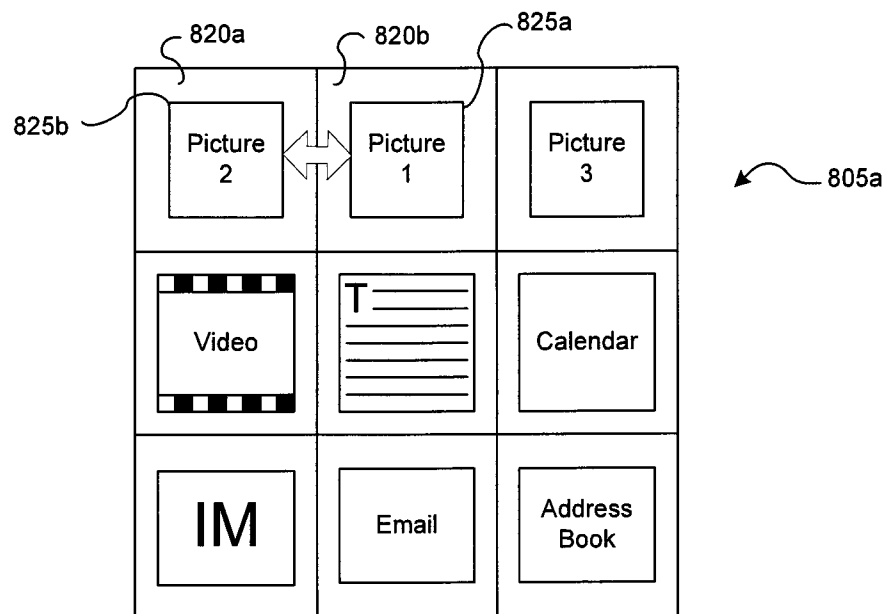 820a
820b
825a
825b
Picture
2
Picture
1
Picture
3
805a
Video
T
Calendar
IM
Email
Address
Book